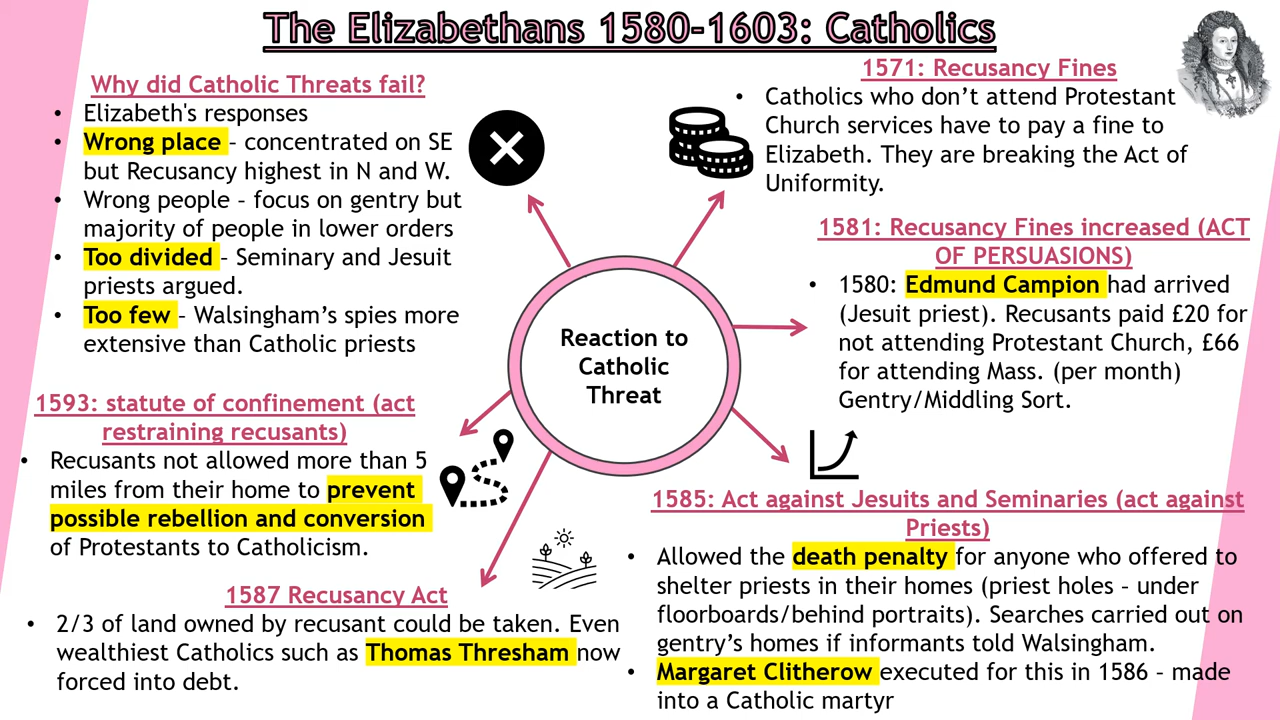 The Elizabethans 1580-1603: Catholics
Why did Catholic Threats fail?
• Elizabeth's responses
• Wrong place – concentrated on SE
but Recusancy highest in N and W.
• Wrong people – focus on gentry but
majority of people in lower orders
• Too divided – Seminary and Jesuit
priests argued.
• Too few – Walsingham's spies more
extensive than Catholic priests
1571: Recusancy Fines
• Catholics who don't attend Protestant
Church services have to pay a fine to
Elizabeth. They are breaking the Act of
Uniformity.
1581: Recusancy Fines increased (ACT
OF PERSUASIONS)
• 1580: Edmund Campion had arrived
(Jesuit priest). Recusants paid £20 for
not attending Protestant Church, £66
for attending Mass. (per month)
Gentry/Middling Sort.
Reaction to
Catholic
Threat
1593: statute of confinement (act
restraining recusants)
• Recusants not allowed more than 5
miles from their home to prevent
possible rebellion and conversion
of Protestants to Catholicism.
1585: Act against Jesuits and Seminaries (act against
Priests)
• Allowed the death penalty for anyone who offered to
shelter priests in their homes (priest holes – under
floorboards/behind portraits). Searches carried out on
gentry's homes if informants told Walsingham.
• Margaret Clitherow executed for this in 1586 – made
into a Catholic martyr
1587 Recusancy Act
• 2/3 of land owned by recusant could be taken. Even
wealthiest Catholics such as Thomas Thresham now
forced into debt.